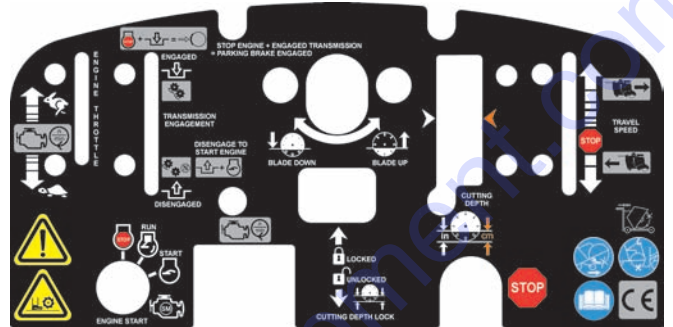 STOP
STOP ENGINE + ENGAGED TRANSMISSION
= PARKING BRAKE ENGAGED
ENGAGED
ENGINE THROTTLE
TRANSMISSION
ENGAGEMENT
DISENGAGE TO
START ENGINE
DISENGAGED
BLADE DOWN
BLADE UP
TRAVEL
SPEED
STOP
CUTTING
DEPTH
in
cm
RUN
STOP
START
ENGINE START
LOCKED
UNLOCKED
CUTTING DEPTH LOCK
STOP
CE